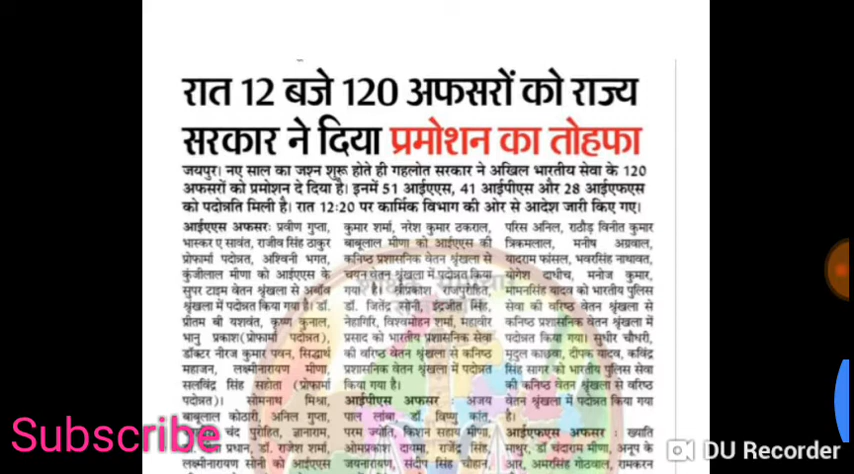 रात 12 बजे 120 अफसरों को राज्य
सरकार ने दिया प्रमोशन का तोहफा
जयपुर। नए साल का जश्न शुरू होते ही गहलोत सरकार ने अखिल भारतीय सेवा के 120
अफसरों को प्रमोशन दे दिया है। इनमें 51 आईएएस, 41 आईपीएस और 28 आईएफएस
को पदोन्नति मिली है। रात 12:20 पर कार्मिक विभाग की ओर से आदेश जारी किए गए।
आईएएस अफसर: प्रवीण गुप्ता,
भास्कर ए सावंत, राजीव सिंह ठाकुर
प्रोफार्मा पदोन्नत, अश्विनी भगत,
कुंजीलाल मीणा को आईएएस के
सुपर टाइम वेतन श्रृंखला से अबॉव
श्रृंखला में पदोन्नत किया गया है। डॉ.
प्रीतम बी यशवंत, कृष्ण कुनाल,
भानु प्रकाश(प्रोफार्मा पदोन्नत),
डॉक्टर नीरज कुमार पवन, सिद्धार्थ
महाजन, लक्ष्मीनारायण मीणा,
सलविंद्र सिंह सहोता (प्रोफार्मा
पदोन्नत)। सोमनाथ मिश्रा,
बाबूलाल कोठारी, अनिल गुप्ता,
चंद पुरोहित, ज्ञानाराम,
प्रधान, डॉ. राजेश शर्मा,
लक्ष्मीनारायण सोनी को आईएएस
कुमार शर्मा, नरेश कुमार ठकराल,
बाबूलाल मीणा को आईएएस की
कनिष्ठ प्रशासनिक वेतन श्रृंखला से
चयन वेतन श्रृंखला में पदोन्नत किया
गया। ओमप्रकाश राजपुरोहित,
डॉ. जितेंद्र सोनी, इंद्रजीत सिंह,
नेहागिरि, विश्वमोहन शर्मा, महावीर
प्रसाद को भारतीय प्रशासनिक सेवा
की वरिष्ठ वेतन श्रृंखला से कनिष्ठ
प्रशासनिक वेतन श्रृंखला में पदोन्नत
किया गया है।
आईपीएस अफसर : अजय
पाल लांबा, डॉ. विष्णु कांत,
परम ज्योति, किशन सहाय मीणा,
ओमप्रकाश दायमा, राजेंद्र सिंह,
जयनारायण, संदीप सिंह चौहान,
परिस अनिल, राठौड़ विनीत कुमार
त्रिकमलाल, मनीष अग्रवाल,
यादराम फांसल, भवरसिंह नाथावत,
योगेश दाधीच, मनोज कुमार,
मोमनसिंह यादव को भारतीय पुलिस
सेवा की वरिष्ठ वेतन श्रृंखला से
कनिष्ठ प्रशासनिक वेतन श्रृंखला में
पदोन्नत किया गया। सुधीर चौधरी,
मृदुल काछवा, दीपक यादव, कविंद्र
सिंह सागर को भारतीय पुलिस सेवा
की कनिष्ठ वेतन श्रृंखला से वरिष्ठ
वेतन श्रृंखला में पदोन्नत किया गया
है।
आईएफएस अफसर : ख्याति
माथुर, डॉ चंदाराम मीणा, अनूप के
आर, अमरसिंह गोठवाल, रामकरन
Subscribe
DU Recorder